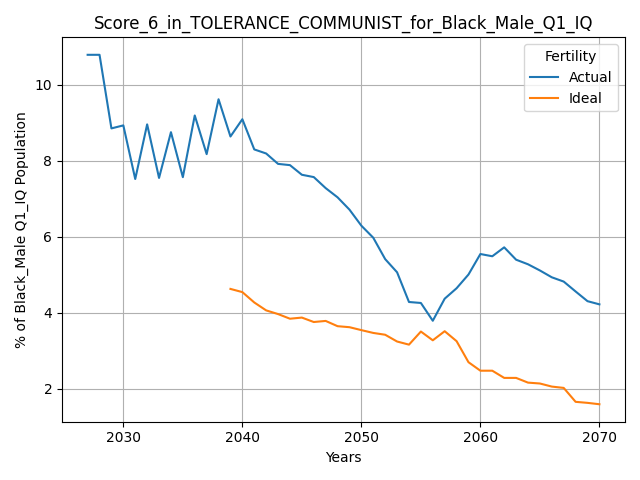 Score_6_in_TOLERANCE_COMMUNIST_for_Black_Male_Q1_IQ
Fertility
Actual
Ideal
% of Black_Male Q1_IQ Population
10
8
6
4
2
2030 2040 2050 2060 2070
Years